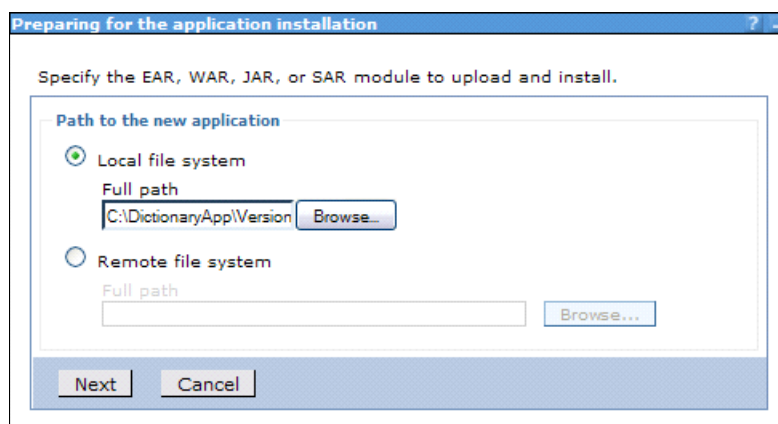 Preparing for the application installation ?
Specify the EAR, WAR, JAR, or SAR module to upload and install.
Path to the new application
Local file system
Full path
C:\DictionaryApp\Version Browse...
Remote file system
Full path
Browse...
Next Cancel